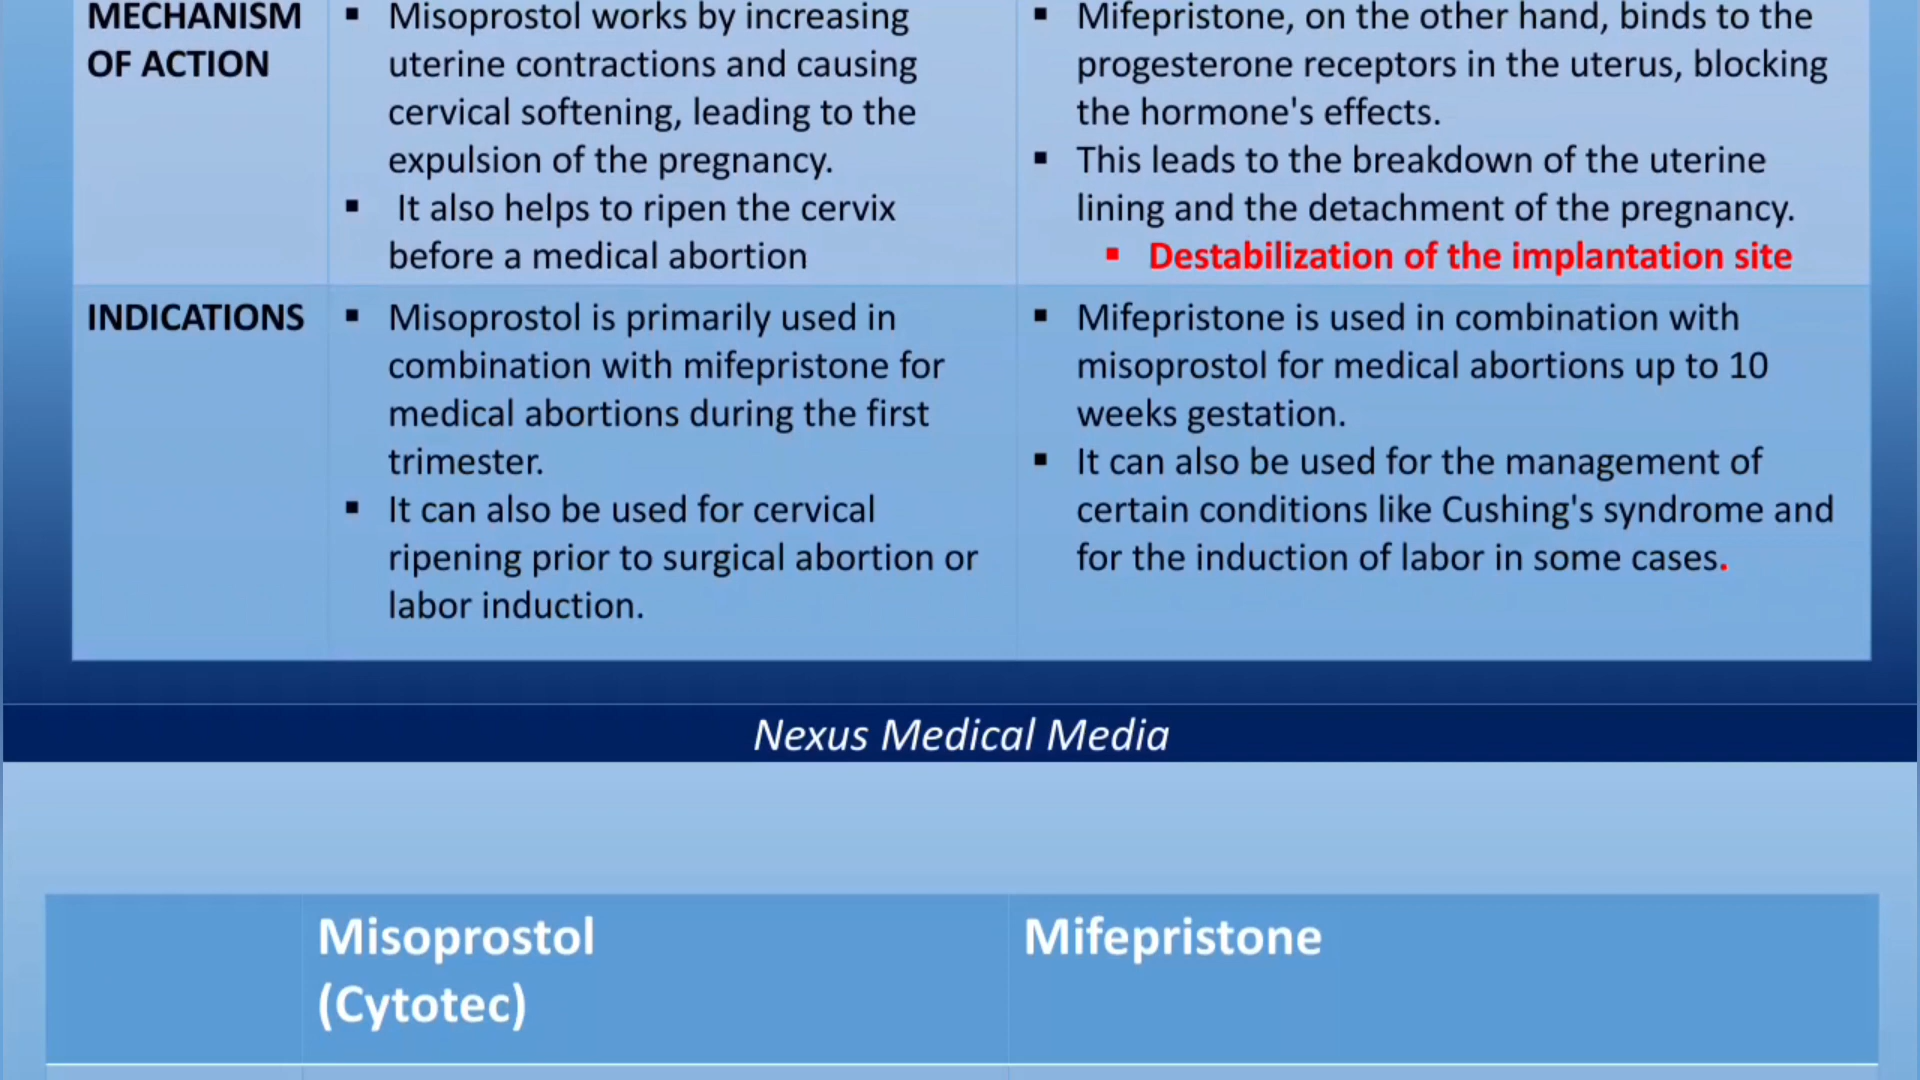 MECHANISM
OF ACTION
▪ Misoprostol works by increasing
uterine contractions and causing
cervical softening, leading to the
expulsion of the pregnancy.
▪ It also helps to ripen the cervix
before a medical abortion
▪ Mifepristone, on the other hand, binds to the
progesterone receptors in the uterus, blocking
the hormone's effects.
▪ This leads to the breakdown of the uterine
lining and the detachment of the pregnancy.
▪ Destabilization of the implantation site
INDICATIONS
▪ Misoprostol is primarily used in
combination with mifepristone for
medical abortions during the first
trimester.
▪ It can also be used for cervical
ripening prior to surgical abortion or
labor induction.
▪ Mifepristone is used in combination with
misoprostol for medical abortions up to 10
weeks gestation.
▪ It can also be used for the management of
certain conditions like Cushing's syndrome and
for the induction of labor in some cases.
Nexus Medical Media
Misoprostol
(Cytotec)
Mifepristone